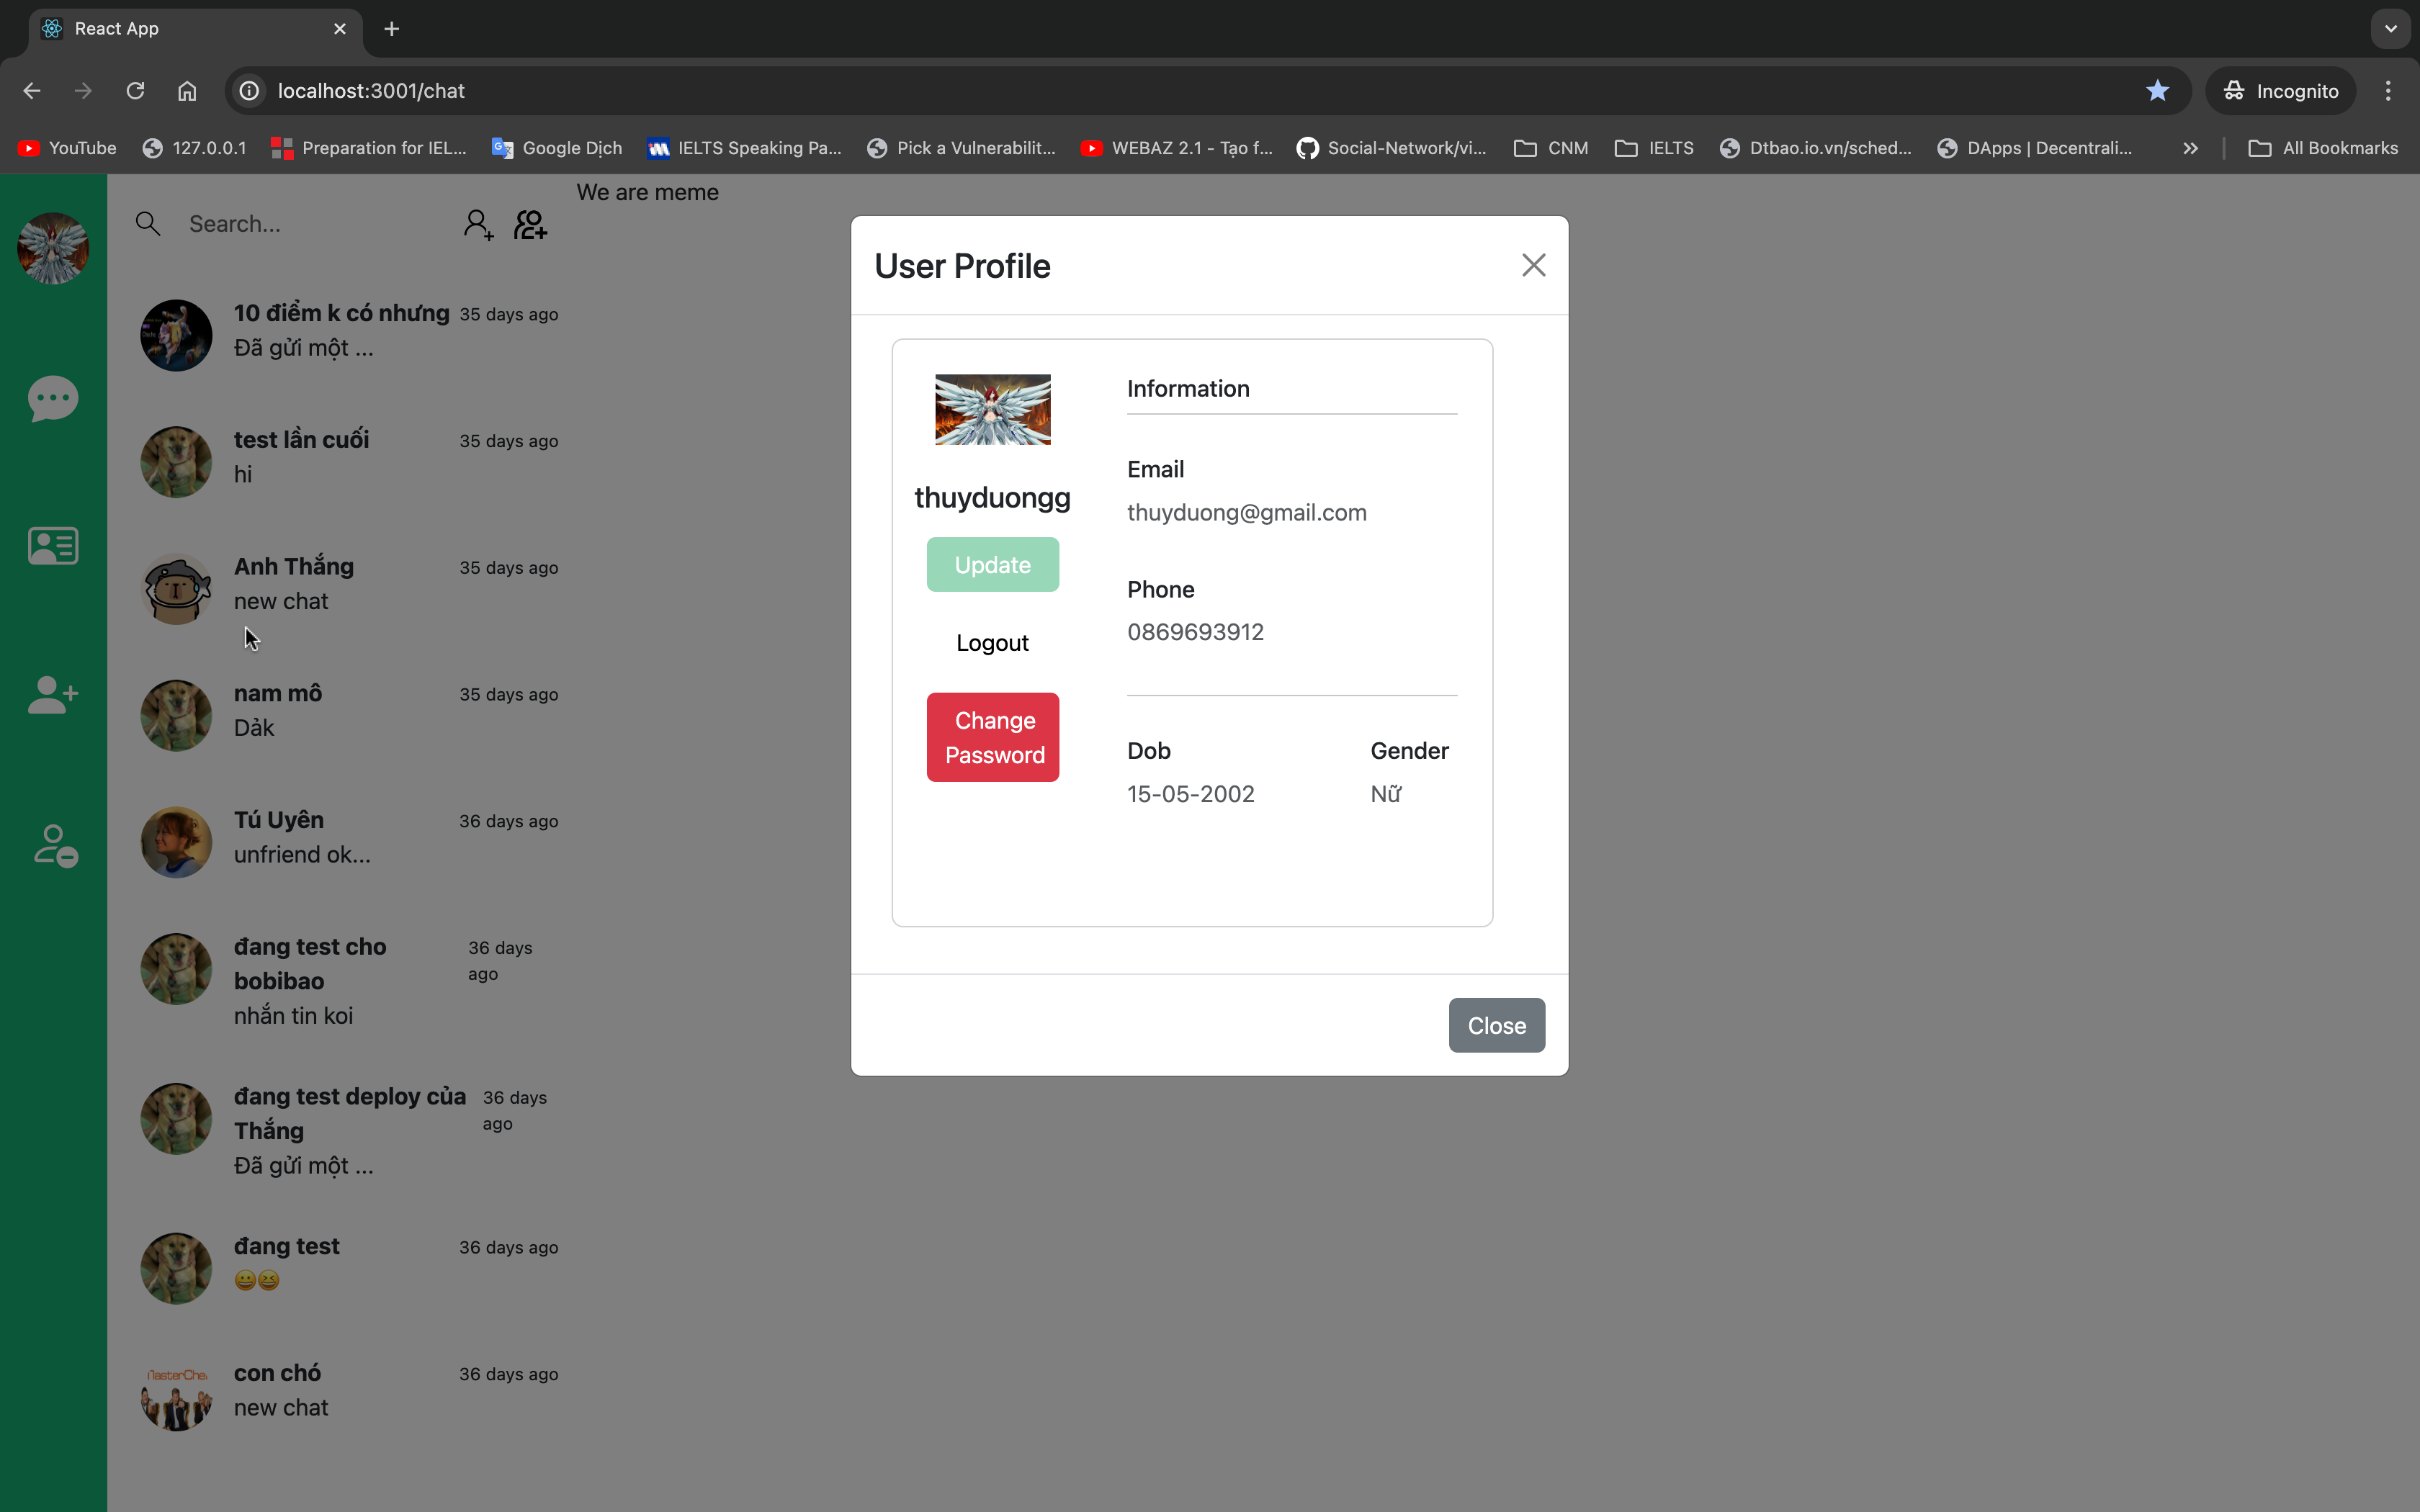 React App
localhost:3001/chat
Incognito
YouTube
127.0.0.1
Preparation for IEL...
Google Dịch
IELTS Speaking Pa...
Pick a Vulnerabilit...
WEBAZ 2.1 - Tạo f...
Social-Network/vi...
CNM
IELTS
Dtbao.io.vn/sched...
DApps | Decentrali...
All Bookmarks
Search...
We are meme
10 điểm k có nhưng 35 days ago
Đã gửi một ...
test lần cuối 35 days ago
hi
Anh Thắng 35 days ago
new chat
nam mô 35 days ago
Dảk
Tú Uyên 36 days ago
unfriend ok...
đang test cho 36 days
bobibao ago
nhắn tin koi
đang test deploy của 36 days
Thắng ago
Đã gửi một ...
đang test 36 days ago
😀😆
con chó 36 days ago
new chat
User Profile
thuyduongg
Update
Logout
Change
Password
Information
Email
thuyduong@gmail.com
Phone
0869693912
Dob Gender
15-05-2002 Nữ
Close